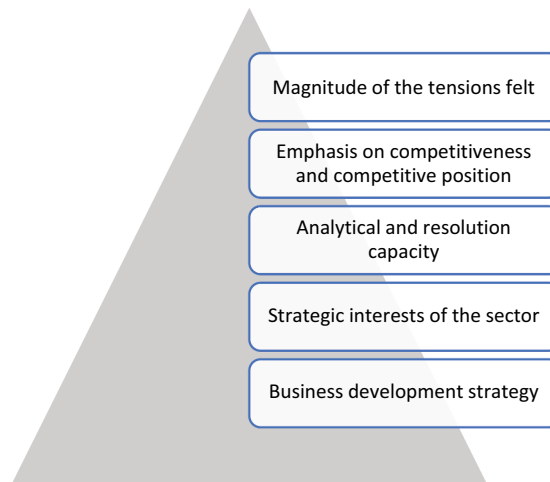 Magnitude of the tensions felt
Emphasis on competitiveness
and competitive position
Analytical and resolution
capacity
Strategic interests of the sector
Business development strategy